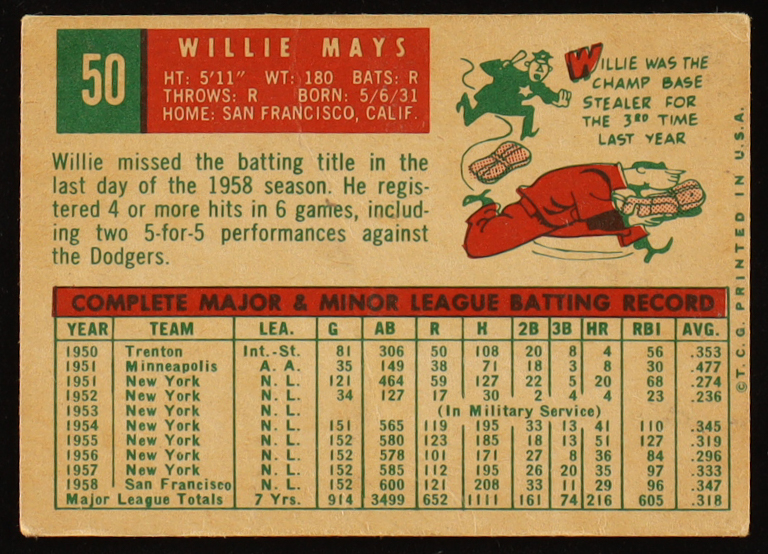 50
WILLIE MAYS
HT: 5'11" WT: 180 BATS: R
THROWS: R BORN: 5/6/31
HOME: SAN FRANCISCO, CALIF.
WILLIE WAS THE
CHAMP BASE
STEALER FOR
THE 3RD TIME
LAST YEAR
Willie missed the batting title in the
last day of the 1958 season. He regis-
tered 4 or more hits in 6 games, includ-
ing two 5-for-5 performances against
the Dodgers.
COMPLETE MAJOR & MINOR LEAGUE BATTING RECORD
YEAR TEAM LEA. G AB R H 2B 3B HR RBI AVG.
1950 Trenton Int.-St. 81 306 50 108 20 8 4 56 .353
1951 Minneapolis A. A. 35 149 38 71 18 3 8 30 .477
1951 New York N. L. 121 464 59 127 22 5 20 68 .274
1952 New York N. L. 34 127 17 30 2 4 4 23 .236
1953 New York N. L. (In Military Service)
1954 New York N. L. 151 565 119 195 33 13 41 110 .345
1955 New York N. L. 152 580 123 185 18 13 51 127 .319
1956 New York N. L. 152 578 101 171 27 8 36 84 .296
1957 New York N. L. 152 585 112 195 26 20 35 97 .333
1958 San Francisco N. L. 152 600 121 208 33 11 29 96 .347
Major League Totals 7 Yrs. 914 3499 652 1111 161 74 216 605 .318
© T.C.G. PRINTED IN U.S.A.